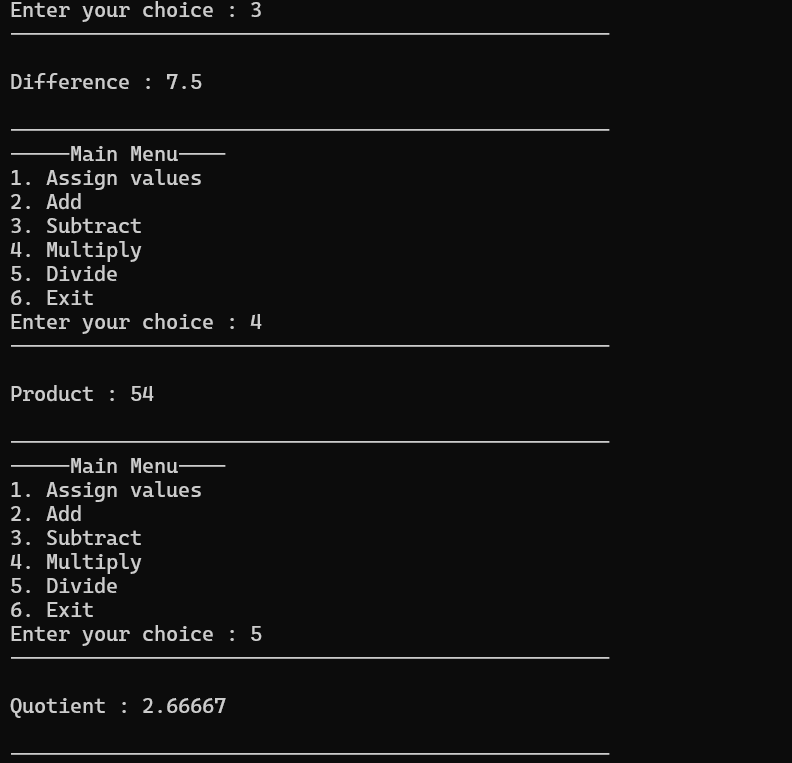 Enter your choice : 3
Difference : 7.5
-----Main Menu----
1. Assign values
2. Add
3. Subtract
4. Multiply
5. Divide
6. Exit
Enter your choice : 4
Product : 54
-----Main Menu----
1. Assign values
2. Add
3. Subtract
4. Multiply
5. Divide
6. Exit
Enter your choice : 5
Quotient : 2.66667